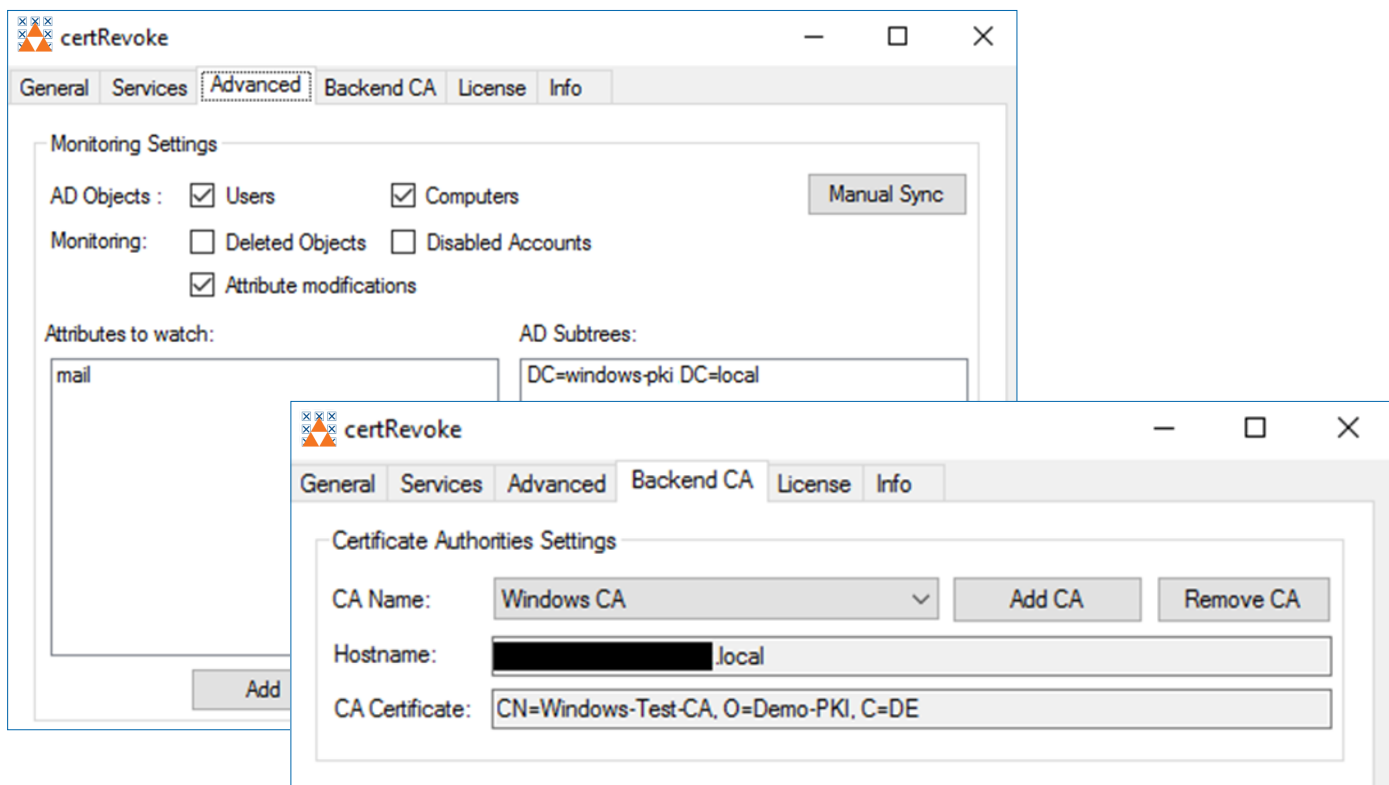 certRevoke
General Services Advanced Backend CA License Info
Monitoring Settings
AD Objects : Users Computers Manual Sync
Monitoring: Deleted Objects Disabled Accounts
Attribute modifications
Attributes to watch: AD Subtrees:
mail DC=windows-pki DC=local
Add
certRevoke
General Services Advanced Backend CA License Info
Certificate Authorities Settings
CA Name: Windows CA Add CA Remove CA
Hostname: .local
CA Certificate: CN=Windows-Test-CA, O=Demo-PKI, C=DE